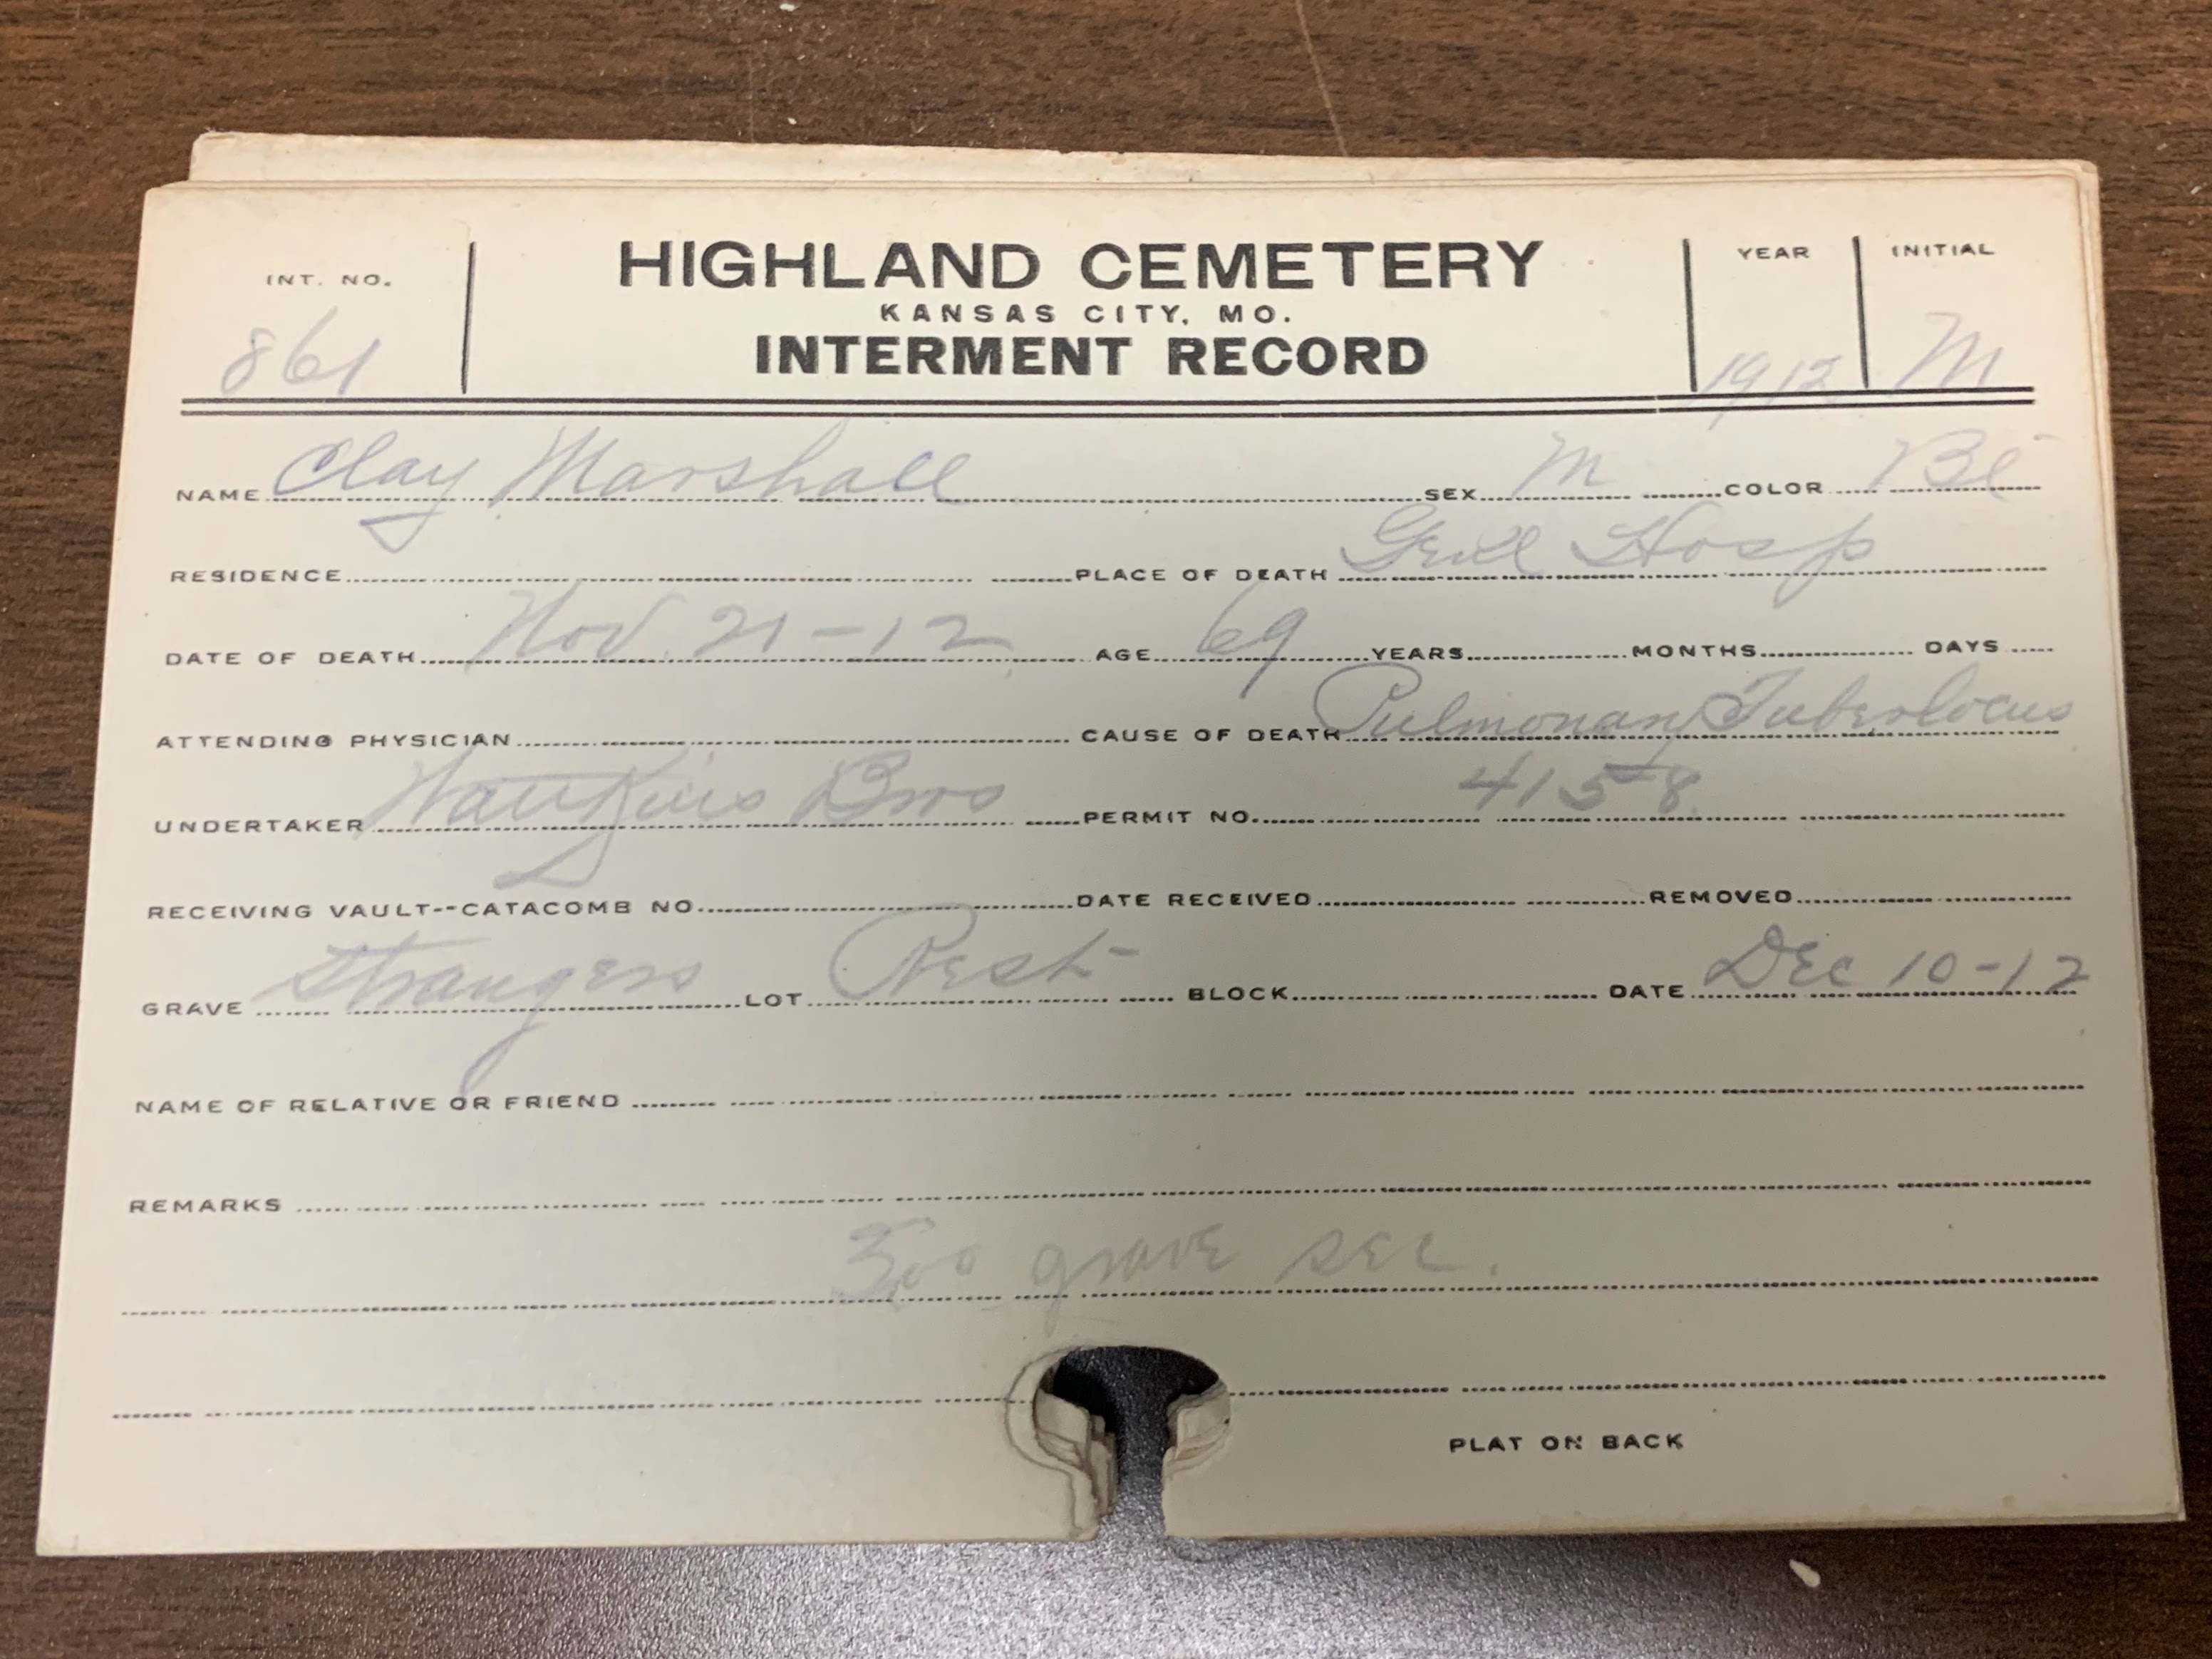 INT. NO. HIGHLAND CEMETERY YEAR INITIAL
KANSAS CITY, MO.
861 INTERMENT RECORD 1912 M
NAME Clay Marshall SEX M COLOR Bl
RESIDENCE PLACE OF DEATH Genl Hosp
DATE OF DEATH Nov. 21-12 AGE 69 YEARS MONTHS DAYS
ATTENDING PHYSICIAN CAUSE OF DEATH Pulmonary Tuberlocus
UNDERTAKER Watkins Bros PERMIT NO. 4158
RECEIVING VAULT--CATACOMB NO. DATE RECEIVED REMOVED
GRAVE Strangers LOT Rest BLOCK DATE Dec 10-12
NAME OF RELATIVE OR FRIEND
REMARKS
grave sec.
PLAT ON BACK